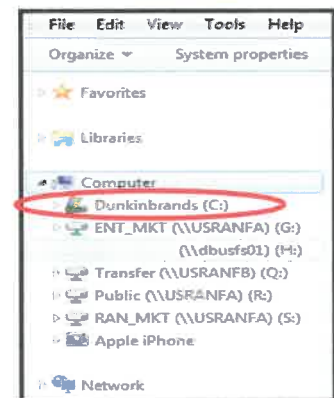 File Edit View Tools Help
Organize System properties
Favorites
Libraries
Computer
Dunkinbrands (C:)
ENT_MKT (\\USRANFA) (G:)
(\\dbusfs01) (H:)
Transfer (\\USRANFB) (Q:)
Public (\\USRANFA) (R:)
RAN_MKT (\\USRANFA) (S:)
Apple iPhone
Network